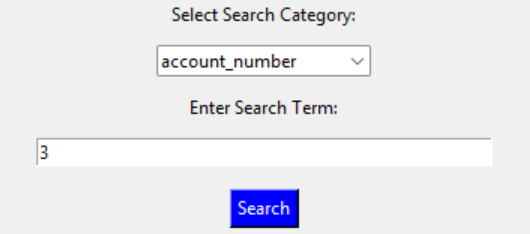 Select Search Category:
account_number
Enter Search Term:
3
Search